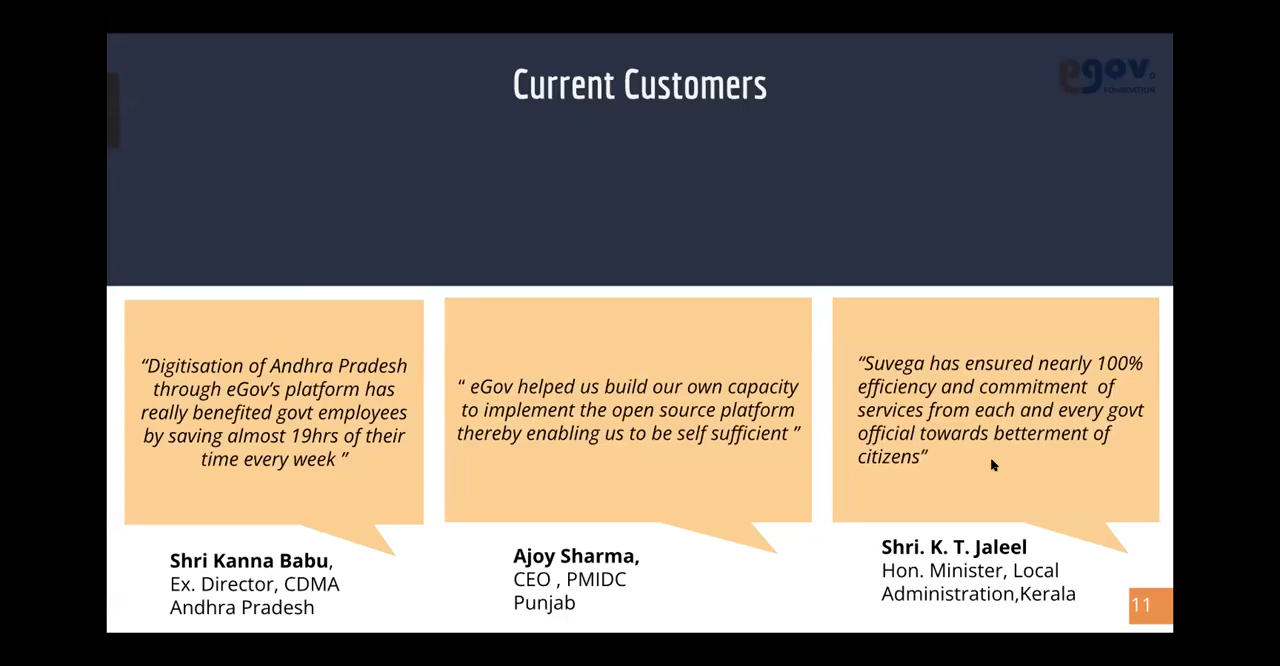 Current Customers
egov.
FOUNDATION
“Digitisation of Andhra Pradesh
through eGov’s platform has
really benefited govt employees
by saving almost 19hrs of their
time every week ”
“ eGov helped us build our own capacity
to implement the open source platform
thereby enabling us to be self sufficient ”
“Suvega has ensured nearly 100%
efficiency and commitment  of
services from each and every govt
official towards betterment of
citizens”
Shri Kanna Babu,
Ex. Director, CDMA
Andhra Pradesh
Ajoy Sharma,
CEO , PMIDC
Punjab
Shri. K. T. Jaleel
Hon. Minister, Local
Administration,Kerala
11